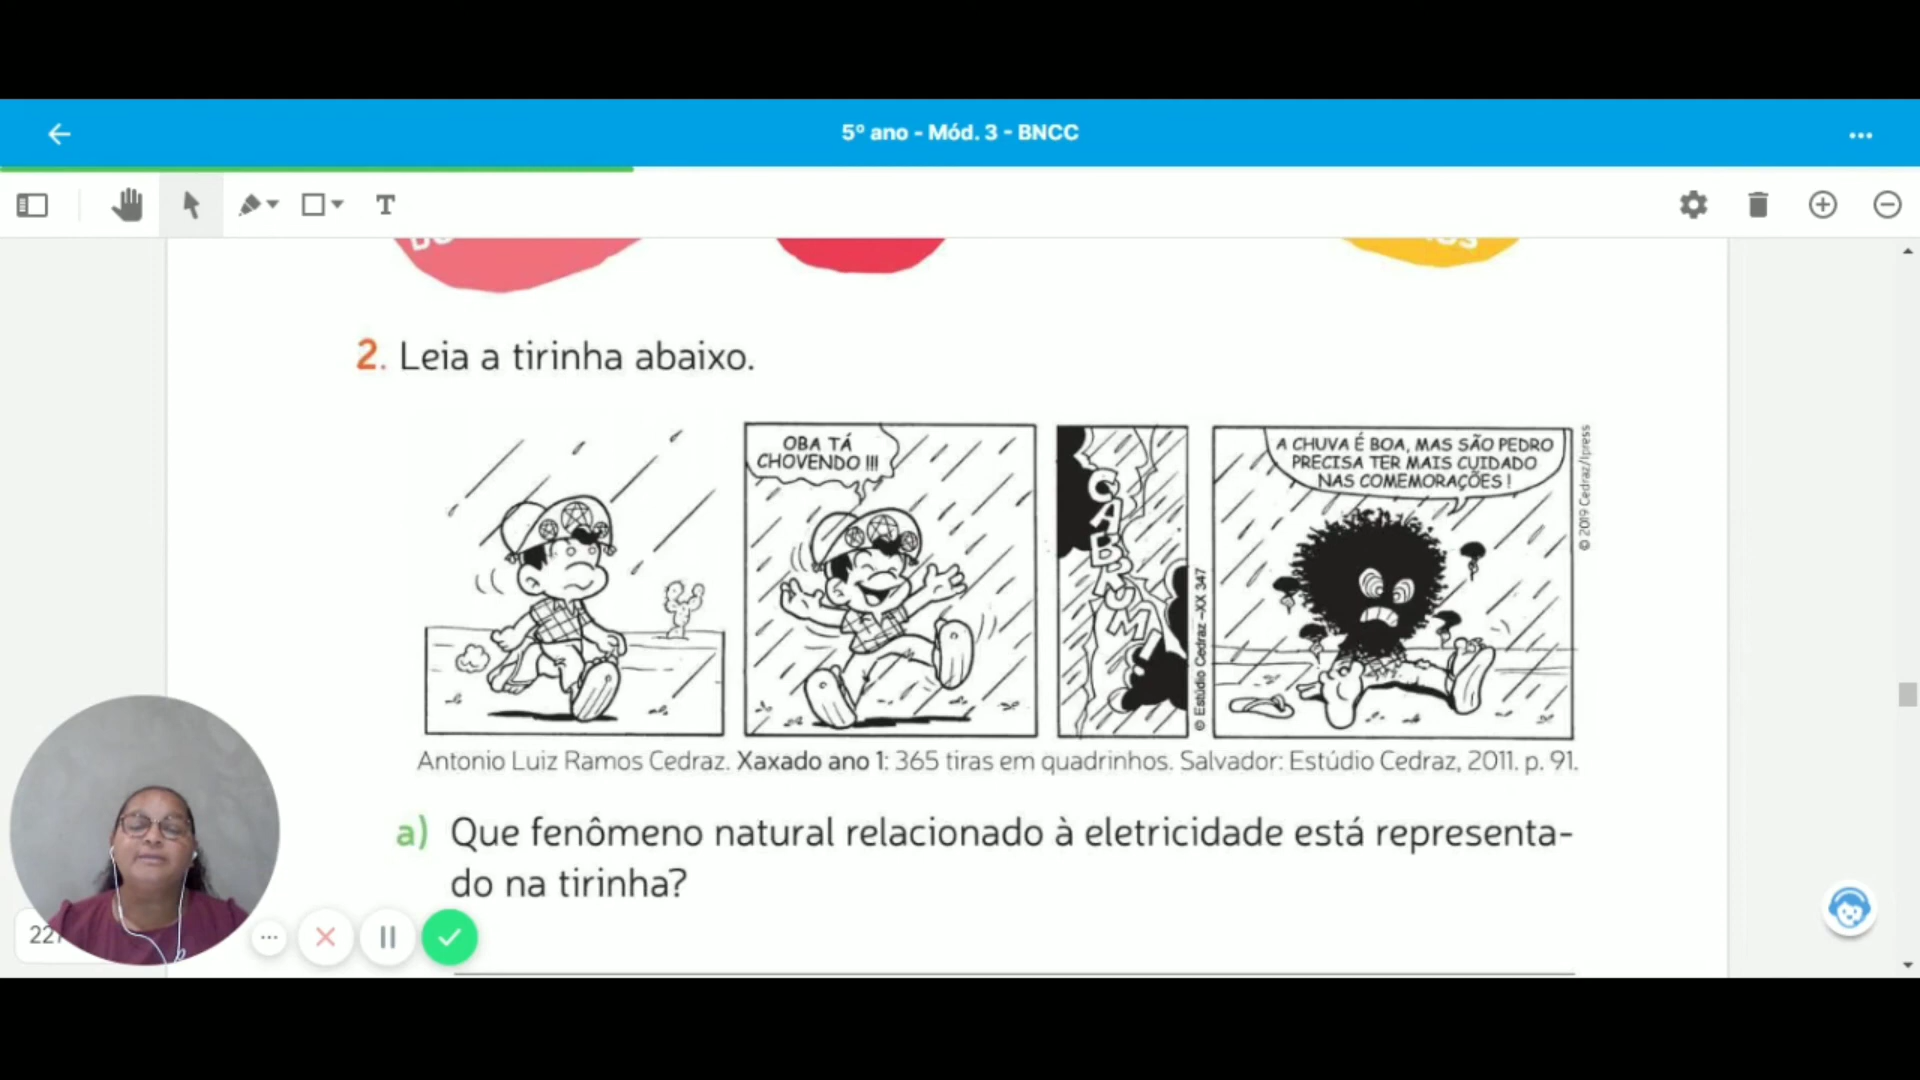 5º ano - Mód. 3 - BNCC
T
2. Leia a tirinha abaixo.
OBA TÁ
CHOVENDO !!!
CABRUM!
© Estúdio Cedraz –XX 347
A CHUVA É BOA, MAS SÃO PEDRO
PRECISA TER MAIS CUIDADO
NAS COMEMORAÇÕES !
© 2019 Cedraz/Ipress
Antonio Luiz Ramos Cedraz. Xaxado ano 1: 365 tiras em quadrinhos. Salvador: Estúdio Cedraz, 2011. p. 91.
a) Que fenômeno natural relacionado à eletricidade está representa-
do na tirinha?